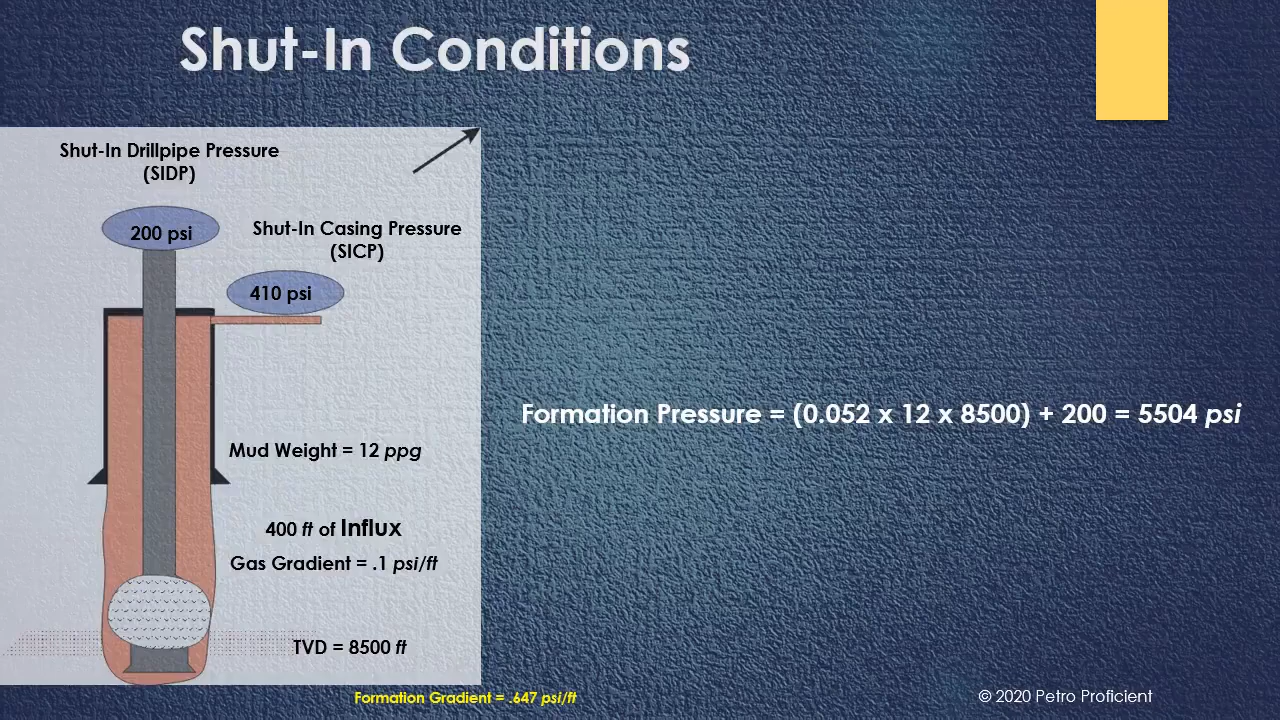 Shut-In Conditions
Shut-In Drillpipe Pressure
(SIDP)
200 psi
Shut-In Casing Pressure
(SICP)
410 psi
Formation Pressure = (0.052 x 12 x 8500) + 200 = 5504 psi
Mud Weight = 12 ppg
400 ft of Influx
Gas Gradient = .1 psi/ft
TVD = 8500 ft
Formation Gradient = .647 psi/ft
© 2020 Petro Proficient